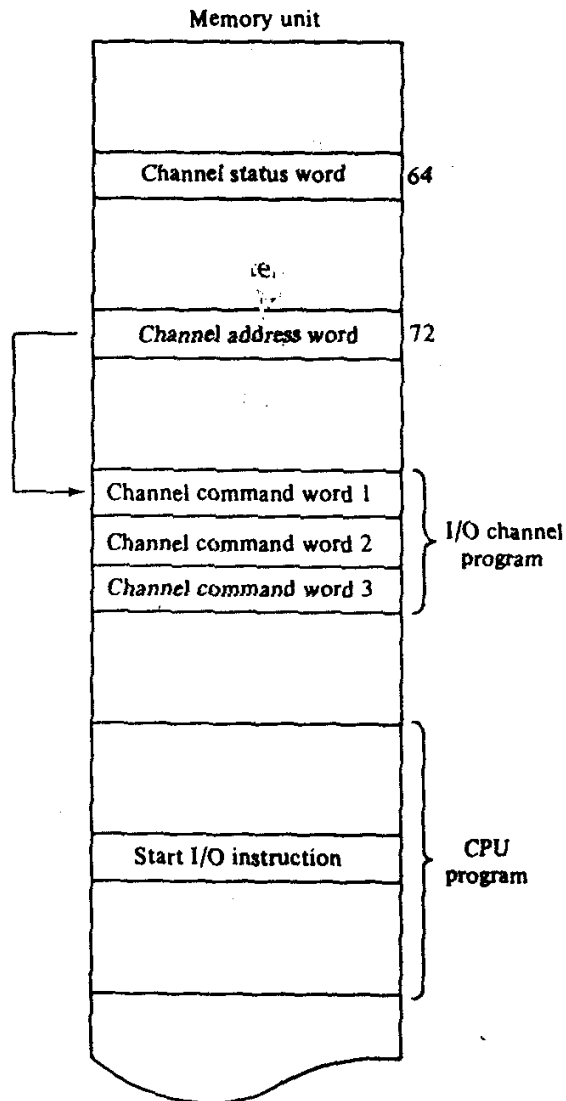 Memory unit
Channel status word 64
Channel address word 72
Channel command word 1
Channel command word 2
Channel command word 3
I/O channel
program
Start I/O instruction
CPU
program